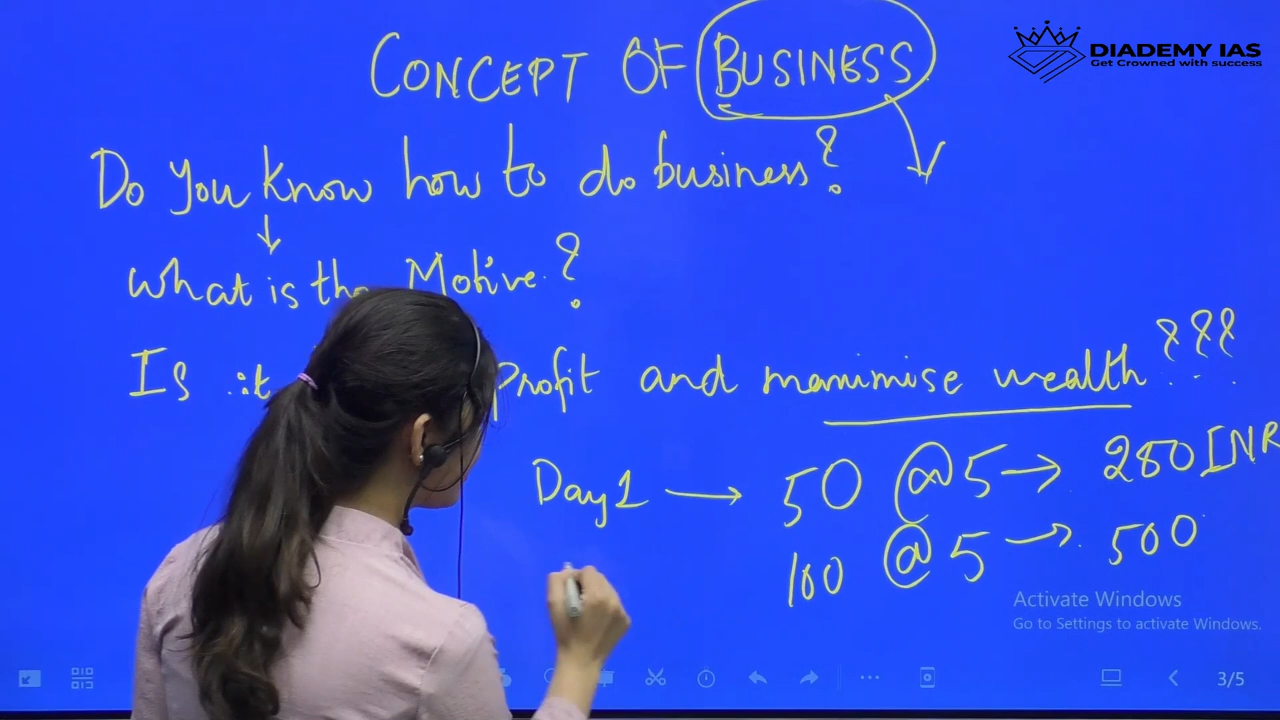 CONCEPT OF BUSINESS
DIADEMY IAS
Get Crowned with success
Do you know how to do business?
What is the Motive?
Is it Profit and maximise wealth ???
Day 1 → 50 @ 5 → 250 INR
100 @ 5 → 500
Activate Windows
Go to Settings to activate Windows.
3/5